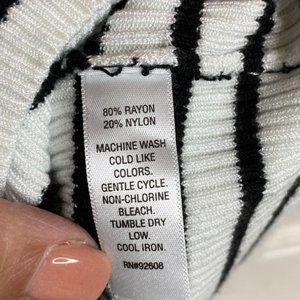 80% RAYON
20% NYLON
MACHINE WASH
COLD LIKE
COLORS.
GENTLE CYCLE.
NON-CHLORINE
BLEACH.
TUMBLE DRY
LOW.
COOL IRON.
RN#92608